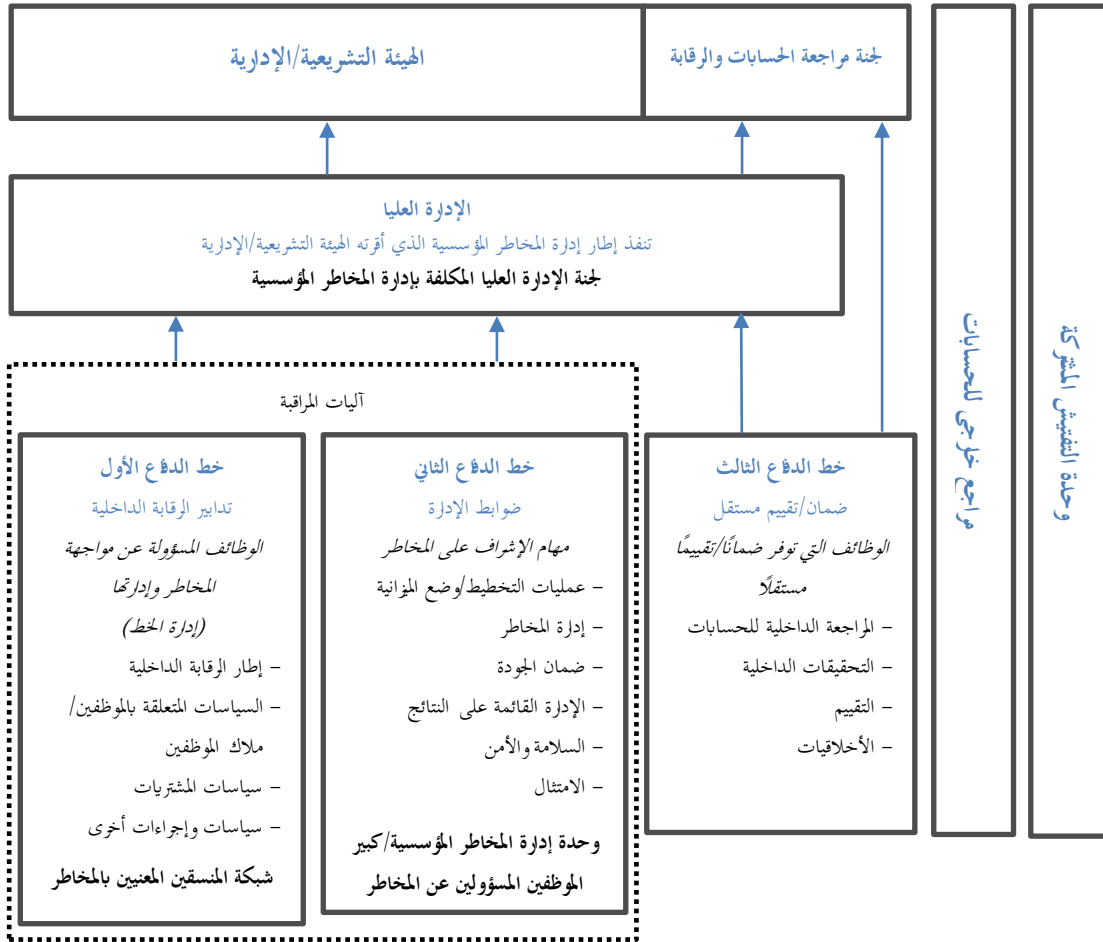 الهيئة التشريعية/الإدارية
لجنة مراجعة الحسابات والرقابة
الإدارة العليا
تنفذ إطار إدارة المخاطر المؤسسية الذي أقرته الهيئة التشريعية/الإدارية
لجنة الإدارة العليا المكلفة بإدارة المخاطر المؤسسية
آليات المراقبة
خط الدفاع الأول
تدابير الرقابة الداخلية
الوظائف المسؤولة عن مواجهة
المخاطر وإدارتها
(إدارة الخط)
– إطار الرقابة الداخلية
– السياسات المتعلقة بالموظفين/
ملاك الموظفين
– سياسات المشتريات
– سياسات وإجراءات أخرى
شبكة المنسقين المعنيين بالمخاطر
خط الدفاع الثاني
ضوابط الإدارة
مهام الإشراف على المخاطر
– عمليات التخطيط/وضع الميزانية
– إدارة المخاطر
– ضمان الجودة
– الإدارة القائمة على النتائج
– السلامة والأمن
– الامتثال
وحدة إدارة المخاطر المؤسسية/كبير
الموظفين المسؤولين عن المخاطر
خط الدفاع الثالث
ضمان/تقييم مستقل
الوظائف التي توفر ضمانًا/تقييمًا
مستقلًا
– المراجعة الداخلية للحسابات
– التحقيقات الداخلية
– التقييم
– الأخلاقيات
مراجع خارجي للحسابات
وحدة التفتيش المشتركة